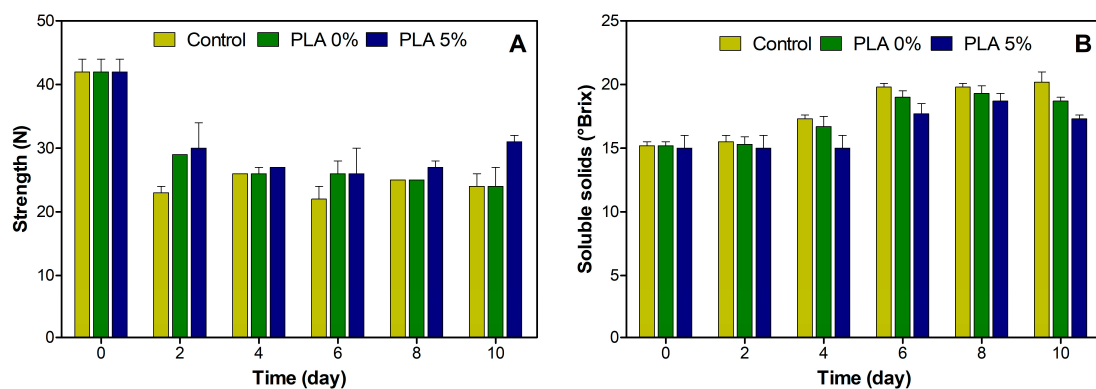 Control PLA 0% PLA 5% A
Strength (N)
50
40
30
20
10
0
0 2 4 6 8 10
Time (day)
Control PLA 0% PLA 5% B
Soluble solids (°Brix)
25
20
15
10
5
0
0 2 4 6 8 10
Time (day)